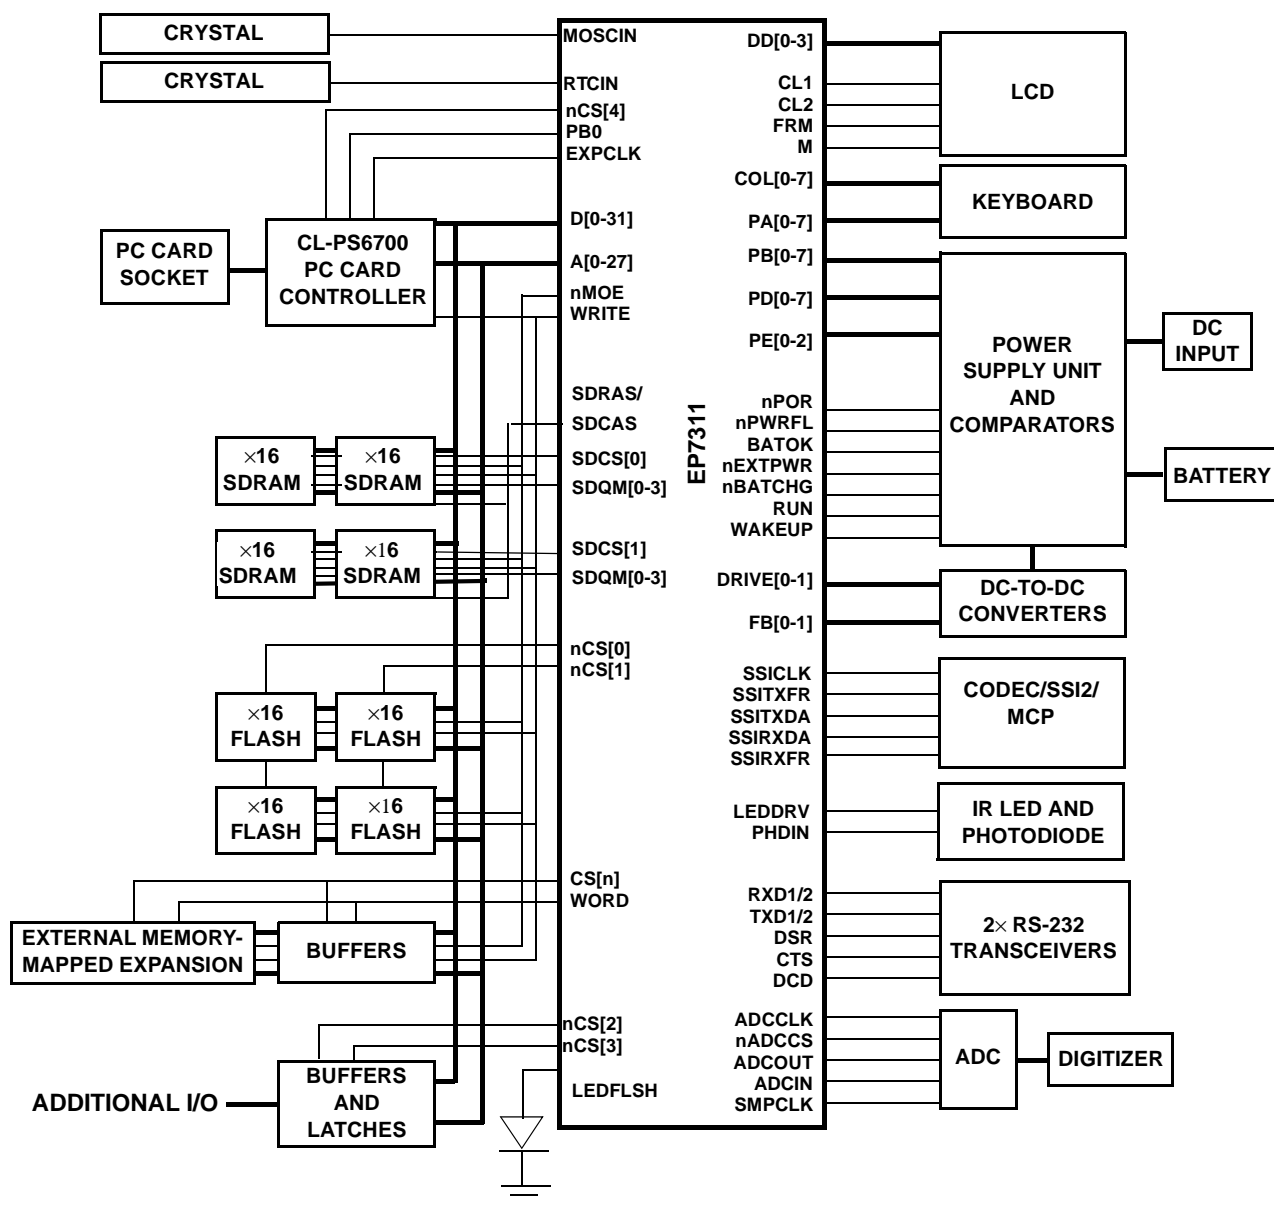 CRYSTAL
CRYSTAL
PC CARD
SOCKET
CL-PS6700
PC CARD
CONTROLLER
×16
SDRAM
×16
SDRAM
×16
SDRAM
×16
SDRAM
×16
FLASH
×16
FLASH
×16
FLASH
×16
FLASH
EXTERNAL MEMORY-
MAPPED EXPANSION
BUFFERS
ADDITIONAL I/O
BUFFERS
AND
LATCHES
MOSCIN
RTCIN
nCS[4]
PB0
EXPCLK
D[0-31]
A[0-27]
nMOE
WRITE
SDRAS/
SDCAS
SDCS[0]
SDQM[0-3]
SDCS[1]
SDQM[0-3]
nCS[0]
nCS[1]
CS[n]
WORD
nCS[2]
nCS[3]
LEDFLSH
EP7311
DD[0-3]
CL1
CL2
FRM
M
COL[0-7]
PA[0-7]
PB[0-7]
PD[0-7]
PE[0-2]
nPOR
nPWRFL
BATOK
nEXTPWR
nBATCHG
RUN
WAKEUP
DRIVE[0-1]
FB[0-1]
SSICLK
SSITXFR
SSITXDA
SSIRXDA
SSIRXFR
LEDDRV
PHDIN
RXD1/2
TXD1/2
DSR
CTS
DCD
ADCCLK
nADCCS
ADCOUT
ADCIN
SMPCLK
LCD
KEYBOARD
POWER
SUPPLY UNIT
AND
COMPARATORS
DC
INPUT
BATTERY
DC-TO-DC
CONVERTERS
CODEC/SSI2/
MCP
IR LED AND
PHOTODIODE
2× RS-232
TRANSCEIVERS
ADC
DIGITIZER